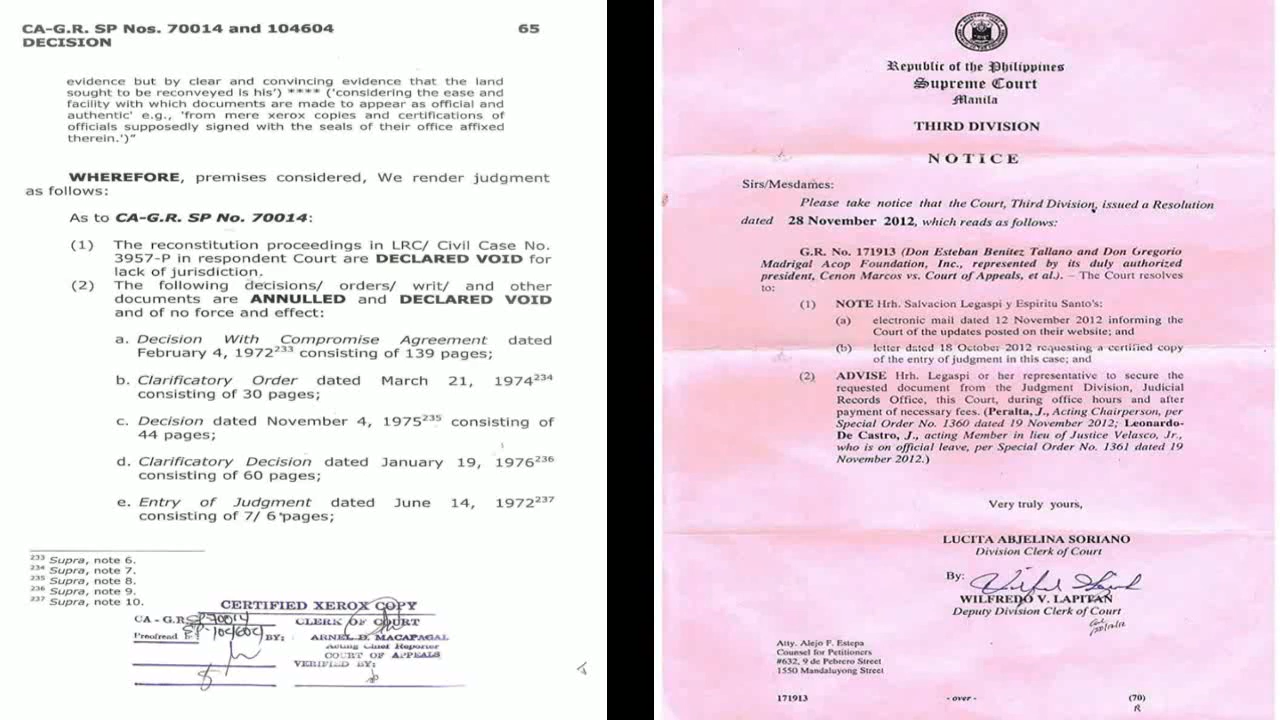 CA-G.R. SP Nos. 70014 and 104604 65
DECISION
evidence but by clear and convincing evidence that the land
sought to be reconveyed is his') **** ('considering the ease and
facility with which documents are made to appear as official and
authentic' e.g., 'from mere xerox copies and certifications of
officials supposedly signed with the seals of their office affixed
therein.')"
WHEREFORE, premises considered, We render judgment
as follows:
As to CA-G.R. SP No. 70014:
(1) The reconstitution proceedings in LRC/ Civil Case No.
3957-P in respondent Court are DECLARED VOID for
lack of jurisdiction.
(2) The following decisions/ orders/ writ/ and other
documents are ANNULLED and DECLARED VOID
and of no force and effect:
a. Decision With Compromise Agreement dated
February 4, 1972233 consisting of 139 pages;
b. Clarificatory Order dated March 21, 1974234
consisting of 30 pages;
c. Decision dated November 4, 1975235 consisting of
44 pages;
d. Clarificatory Decision dated January 19, 1976236
consisting of 60 pages;
e. Entry of Judgment dated June 14, 1972237
consisting of 7/ 6 pages;
233 Supra, note 6.
234 Supra, note 7.
235 Supra, note 8.
236 Supra, note 9.
237 Supra, note 10.
CERTIFIED XEROX COPY
CA - G.R. SP 70014 CLERK OF COURT
Proofread BY: ARNEL D. MACAPAGAL
Acting Chief Reporter
COURT OF APPEALS
VERIFIED BY:
Republic of the Philippines
Supreme Court
Manila
THIRD DIVISION
NOTICE
Sirs/Mesdames:
Please take notice that the Court, Third Division, issued a Resolution
dated 28 November 2012, which reads as follows:
G.R. No. 171913 (Don Esteban Benitez Tallano and Don Gregorio
Madrigal Acop Foundation, Inc., represented by its duly authorized
president, Cenon Marcos vs. Court of Appeals, et al.). – The Court resolves
to:
(1) NOTE Hrh. Salvacion Legaspi y Espiritu Santo's:
(a) electronic mail dated 12 November 2012 informing the
Court of the updates posted on their website; and
(b) letter dated 18 October 2012 requesting a certified copy
of the entry of judgment in this case; and
(2) ADVISE Hrh. Legaspi or her representative to secure the
requested document from the Judgment Division, Judicial
Records Office, this Court, during office hours and after
payment of necessary fees. (Peralta, J., Acting Chairperson, per
Special Order No. 1360 dated 19 November 2012; Leonardo-
De Castro, J., acting Member in lieu of Justice Velasco, Jr.,
who is on official leave, per Special Order No. 1361 dated 19
November 2012.)
Very truly yours,
LUCITA ABJELINA SORIANO
Division Clerk of Court
By:
WILFREDO V. LAPITAN
Deputy Division Clerk of Court
Atty. Alejo F. Estepa
Counsel for Petitioners
#632, 9 de Pebrero Street
1550 Mandaluyong Street
171913 - over - (70)
R